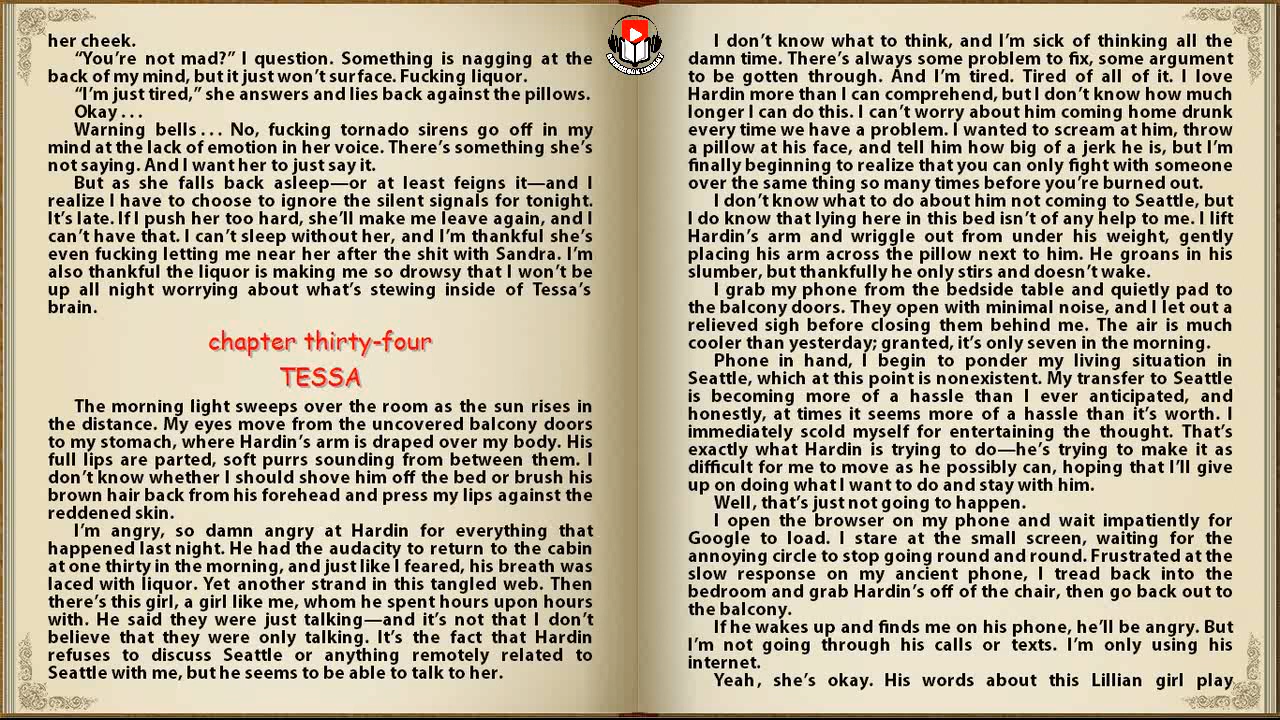 her cheek.
“You’re not mad?” I question. Something is nagging at the
back of my mind, but it just won’t surface. Fucking liquor.
“I’m just tired,” she answers and lies back against the pillows.
Okay . . .
Warning bells . . . No, fucking tornado sirens go off in my
mind at the lack of emotion in her voice. There’s something she’s
not saying. And I want her to just say it.
But as she falls back asleep—or at least feigns it—and I
realize I have to choose to ignore the silent signals for tonight.
It’s late. If I push her too hard, she’ll make me leave again, and I
can’t have that. I can’t sleep without her, and I’m thankful she’s
even fucking letting me near her after the shit with Sandra. I’m
also thankful the liquor is making me so drowsy that I won’t be
up all night worrying about what’s stewing inside of Tessa’s
brain.
chapter thirty-four
TESSA
The morning light sweeps over the room as the sun rises in
the distance. My eyes move from the uncovered balcony doors
to my stomach, where Hardin’s arm is draped over my body. His
full lips are parted, soft purrs sounding from between them. I
don’t know whether I should shove him off the bed or brush his
brown hair back from his forehead and press my lips against the
reddened skin.
I’m angry, so damn angry at Hardin for everything that
happened last night. He had the audacity to return to the cabin
at one thirty in the morning, and just like I feared, his breath was
laced with liquor. Yet another strand in this tangled web. Then
there’s this girl, a girl like me, whom he spent hours upon hours
with. He said they were just talking—and it’s not that I don’t
believe that they were only talking. It’s the fact that Hardin
refuses to discuss Seattle or anything remotely related to
Seattle with me, but he seems to be able to talk to her.
I don’t know what to think, and I’m sick of thinking all the
damn time. There’s always some problem to fix, some argument
to be gotten through. And I’m tired. Tired of all of it. I love
Hardin more than I can comprehend, but I don’t know how much
longer I can do this. I can’t worry about him coming home drunk
every time we have a problem. I wanted to scream at him, throw
a pillow at his face, and tell him how big of a jerk he is, but I’m
finally beginning to realize that you can only fight with someone
over the same thing so many times before you’re burned out.
I don’t know what to do about him not coming to Seattle, but
I do know that lying here in this bed isn’t of any help to me. I lift
Hardin’s arm and wriggle out from under his weight, gently
placing his arm across the pillow next to him. He groans in his
slumber, but thankfully he only stirs and doesn’t wake.
I grab my phone from the bedside table and quietly pad to
the balcony doors. They open with minimal noise, and I let out a
relieved sigh before closing them behind me. The air is much
cooler than yesterday; granted, it’s only seven in the morning.
Phone in hand, I begin to ponder my living situation in
Seattle, which at this point is nonexistent. My transfer to Seattle
is becoming more of a hassle than I ever anticipated, and
honestly, at times it seems more of a hassle than it’s worth. I
immediately scold myself for entertaining the thought. That’s
exactly what Hardin is trying to do—he’s trying to make it as
difficult for me to move as he possibly can, hoping that I’ll give
up on doing what I want to do and stay with him.
Well, that’s just not going to happen.
I open the browser on my phone and wait impatiently for
Google to load. I stare at the small screen, waiting for the
annoying circle to stop going round and round. Frustrated at the
slow response on my ancient phone, I tread back into the
bedroom and grab Hardin’s off of the chair, then go back out to
the balcony.
If he wakes up and finds me on his phone, he’ll be angry. But
I’m not going through his calls or texts. I’m only using his
internet.
Yeah, she’s okay. His words about this Lillian girl play